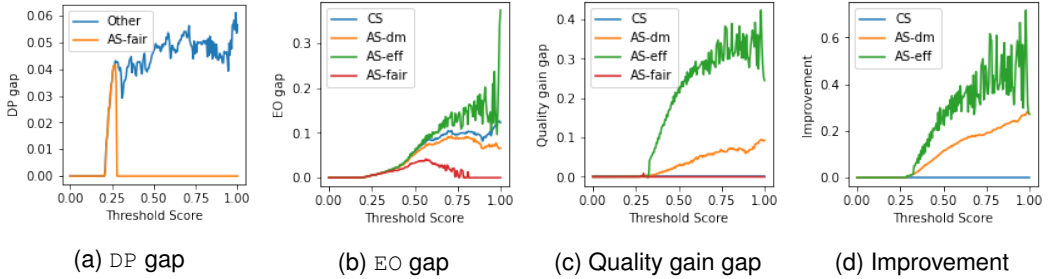 DP gap
0.06
0.05
0.04
0.03
0.02
0.01
0.00
Other
AS-fair
0.00 0.25 0.50 0.75 1.00
Threshold Score
(a) DP gap
EO gap
0.3
0.2
0.1
0.0
CS
AS-dm
AS-eff
AS-fair
0.00 0.25 0.50 0.75 1.00
Threshold Score
(b) EO gap
Quality gain gap
0.4
0.3
0.2
0.1
0.0
CS
AS-dm
AS-eff
AS-fair
0.00 0.25 0.50 0.75 1.00
Threshold Score
(c) Quality gain gap
Improvement
0.6
0.4
0.2
0.0
CS
AS-dm
AS-eff
0.00 0.25 0.50 0.75 1.00
Threshold Score
(d) Improvement